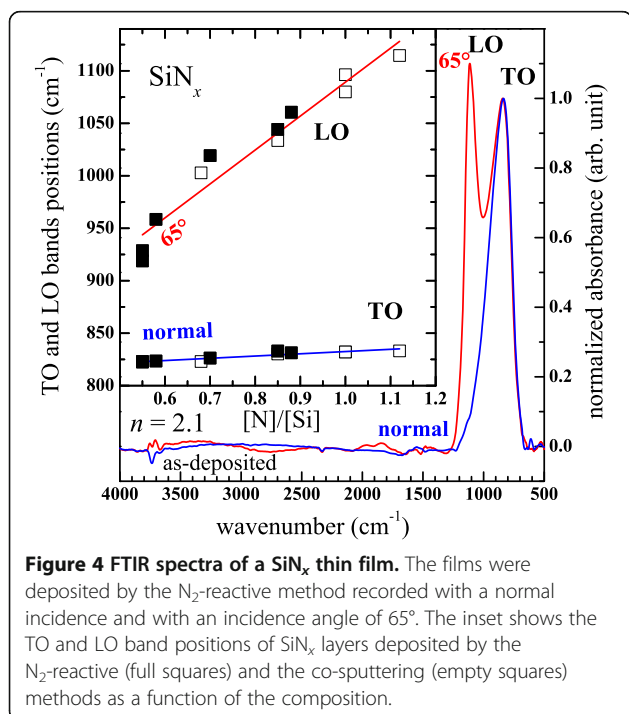 1100
1050
1000
950
900
850
800
TO and LO bands positions (cm⁻¹)
SiNₓ
LO
65°
TO
normal
0.6 0.7 0.8 0.9 1.0 1.1 1.2
n = 2.1
[N]/[Si]
65°
LO
TO
1.0
0.8
0.6
0.4
0.2
0.0
normalized absorbance (arb. unit)
normal
as-deposited
4000 3500 3000 2500 2000 1500 1000 500
wavenumber (cm⁻¹)
Figure 4 FTIR spectra of a SiNₓ thin film. The films were
deposited by the N₂-reactive method recorded with a normal
incidence and with an incidence angle of 65°. The inset shows the
TO and LO band positions of SiNₓ layers deposited by the
N₂-reactive (full squares) and the co-sputtering (empty squares)
methods as a function of the composition.